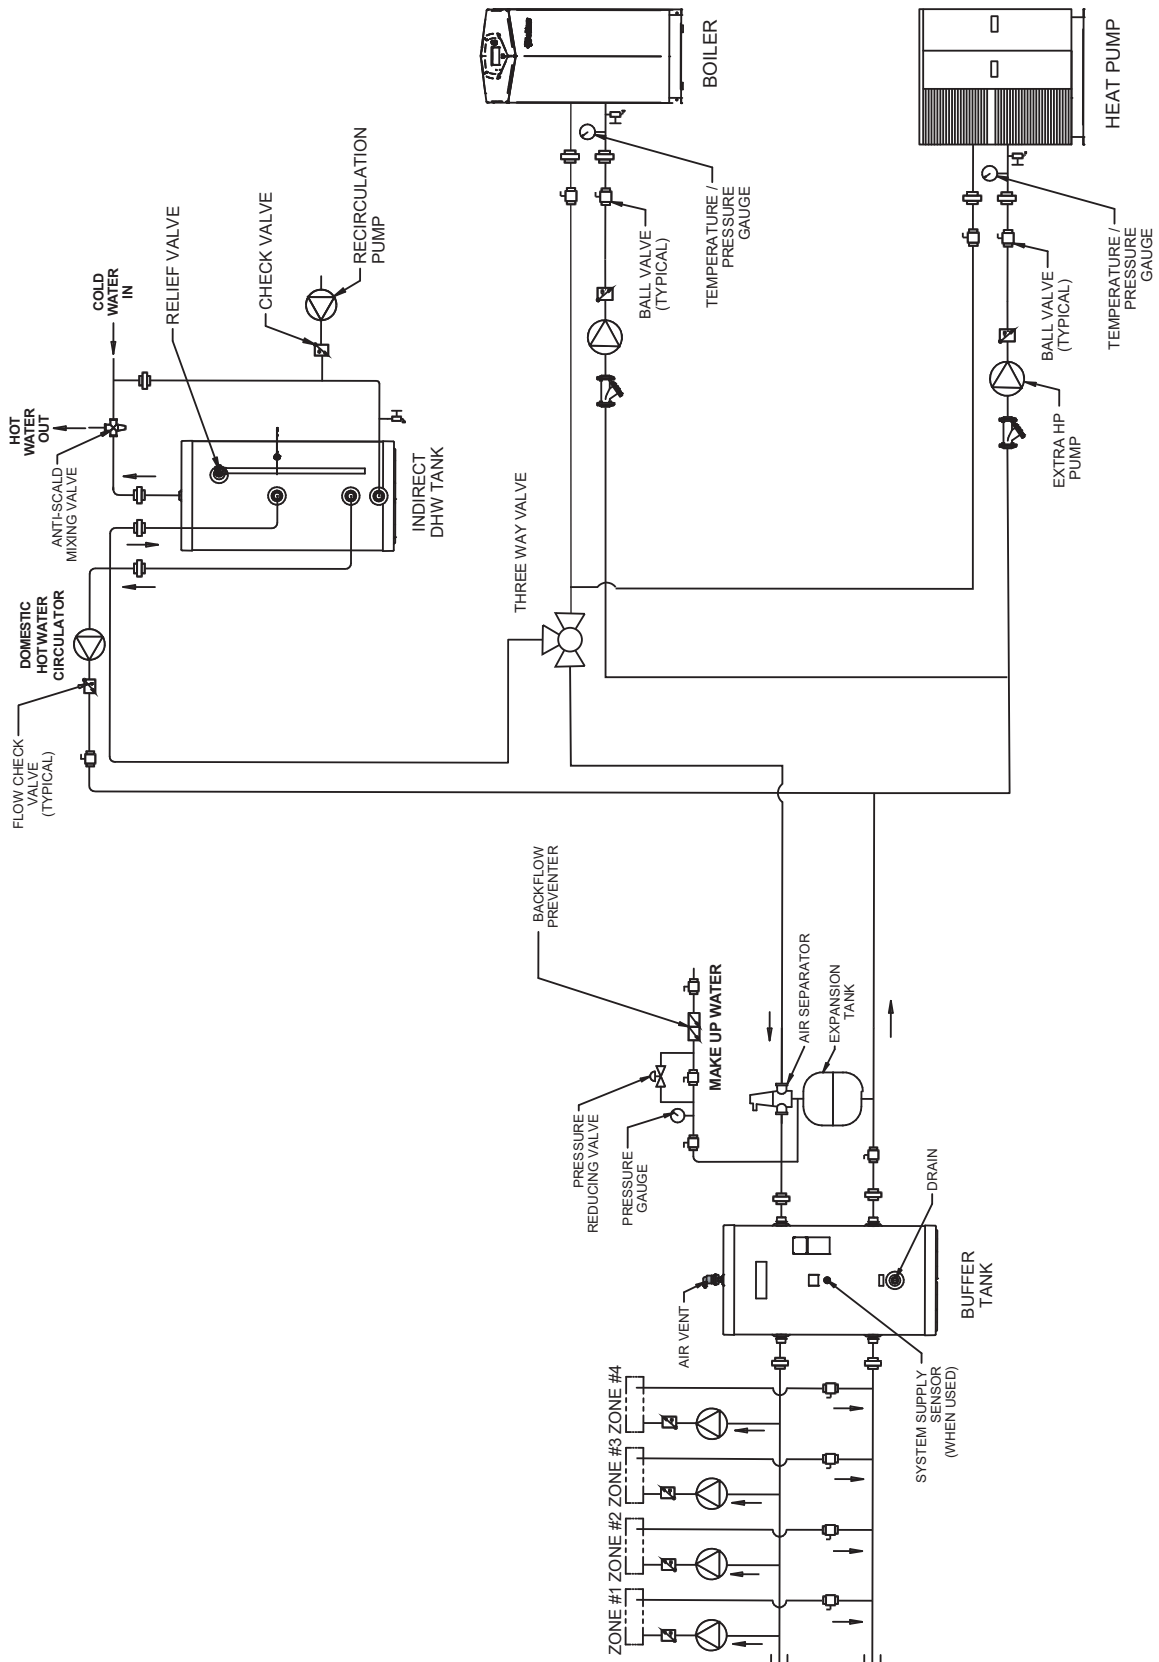 BOILER
HEAT PUMP
TEMPERATURE /
PRESSURE
GAUGE
BALL VALVE
(TYPICAL)
TEMPERATURE /
PRESSURE
GAUGE
BALL VALVE
(TYPICAL)
EXTRA HP
PUMP
RECIRCULATION
PUMP
CHECK VALVE
RELIEF VALVE
COLD
WATER
IN
HOT
WATER
OUT
ANTI-SCALD
MIXING VALVE
INDIRECT
DHW TANK
THREE WAY VALVE
DOMESTIC
HOT WATER
CIRCULATOR
FLOW CHECK
VALVE
(TYPICAL)
BACKFLOW
PREVENTER
MAKE UP WATER
AIR SEPARATOR
EXPANSION
TANK
PRESSURE
REDUCING VALVE
PRESSURE
GAUGE
DRAIN
BUFFER
TANK
AIR VENT
SYSTEM SUPPLY
SENSOR
(WHEN USED)
ZONE #1
ZONE #2
ZONE #3
ZONE #4